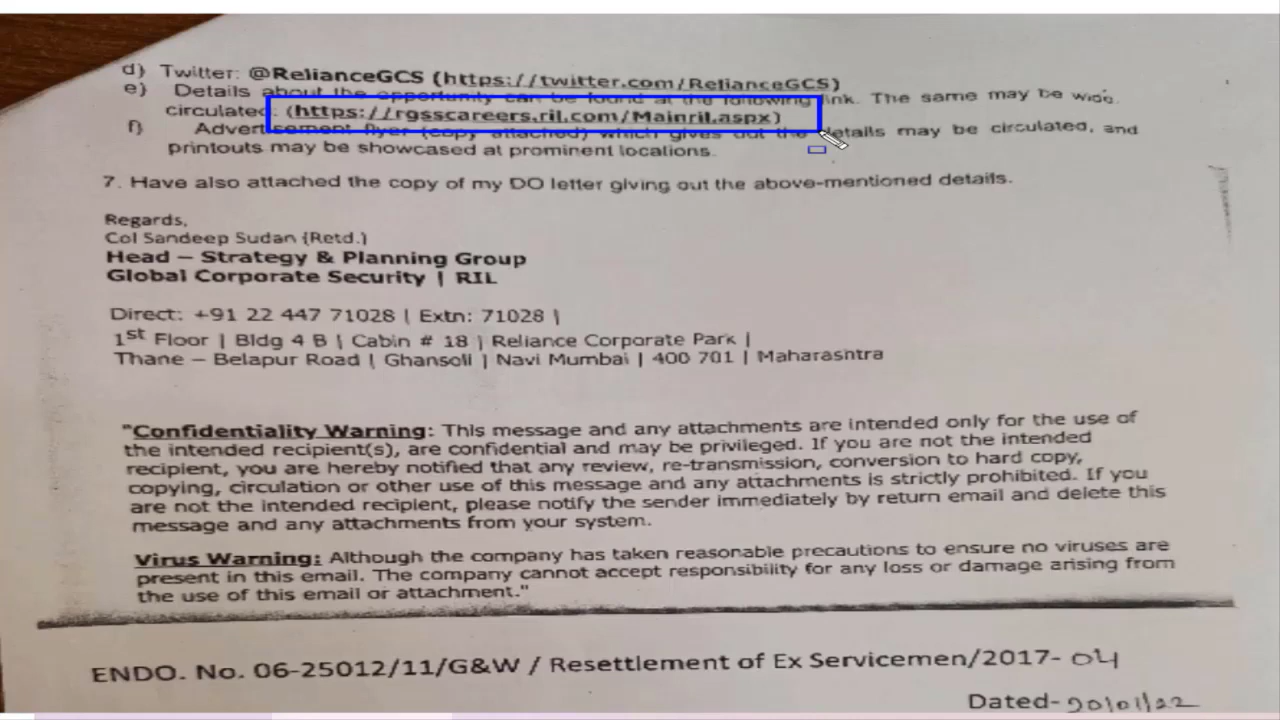 d) Twitter: @RelianceGCS (https://twitter.com/RelianceGCS)
e) Details about the opportunity can be found at the following link. The same may be
circulated. (https://rgsscareers.ril.com/Mainril.aspx)
f) Advertisement flyer (copy attached) which gives out the details may be circulated, and
printouts may be showcased at prominent locations.
7. Have also attached the copy of my DO letter giving out the above-mentioned details.
Regards,
Col Sandeep Sudan (Retd.)
Head – Strategy & Planning Group
Global Corporate Security | RIL
Direct: +91 22 447 71028 | Extn: 71028 |
1st Floor | Bldg 4 B | Cabin # 18 | Reliance Corporate Park |
Thane – Belapur Road | Ghansoli | Navi Mumbai | 400 701 | Maharashtra
"Confidentiality Warning: This message and any attachments are intended only for the use of
the intended recipient(s), are confidential and may be privileged. If you are not the intended
recipient, you are hereby notified that any review, re-transmission, conversion to hard copy,
copying, circulation or other use of this message and any attachments is strictly prohibited. If you
are not the intended recipient, please notify the sender immediately by return email and delete this
message and any attachments from your system.
Virus Warning: Although the company has taken reasonable precautions to ensure no viruses are
present in this email. The company cannot accept responsibility for any loss or damage arising from
the use of this email or attachment."
ENDO. No. 06-25012/11/G&W / Resettlement of Ex Servicemen/2017- 04
Dated- 20/01/22